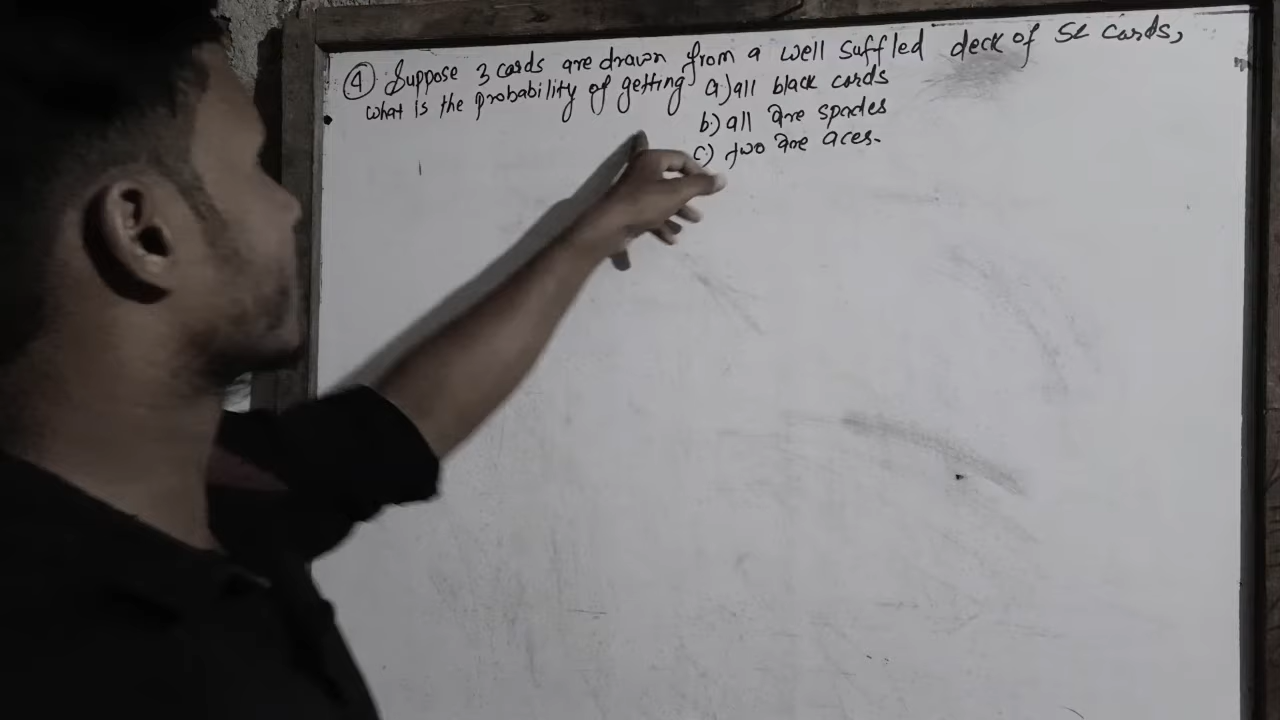 ④ Suppose 3 cards are drawn from a well suffled deck of 52 cards,
what is the probability of getting a) all black cards
b.) all are spades
c) two are aces.